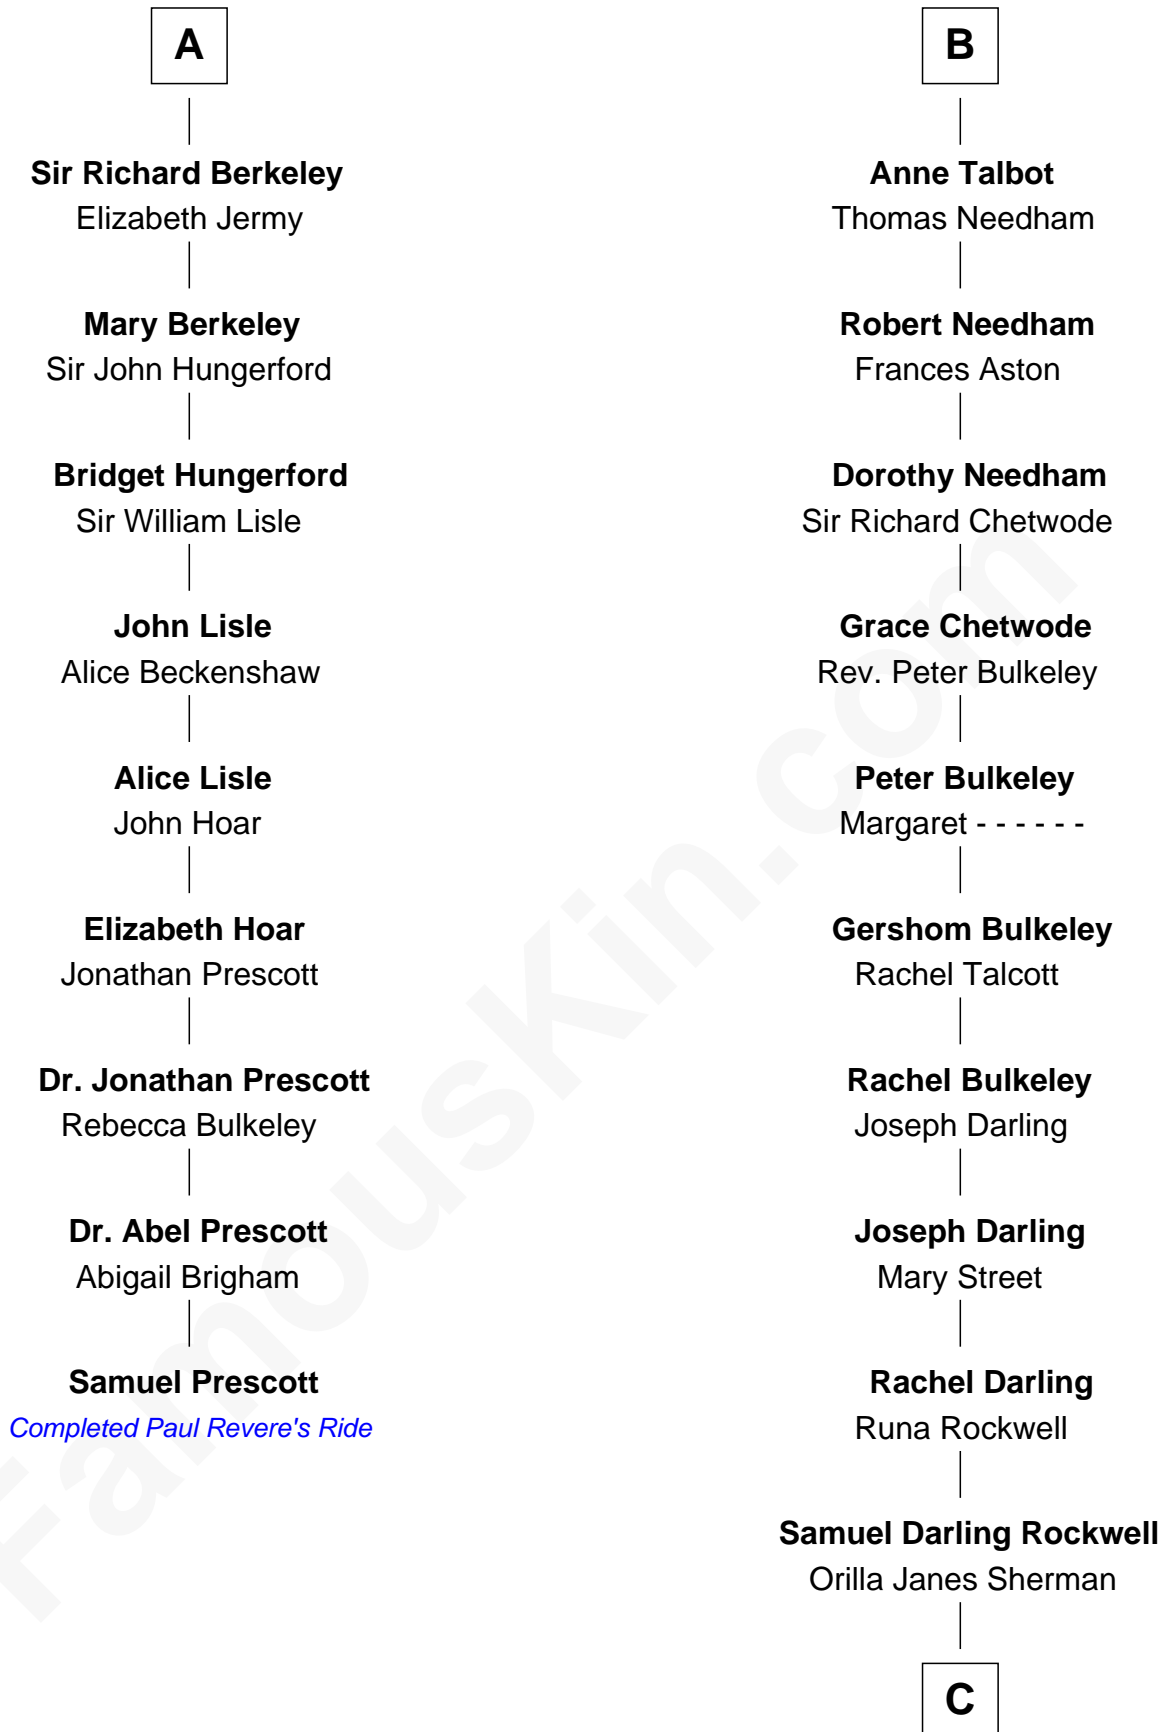 A
Sir Richard Berkeley
Elizabeth Jermy
Mary Berkeley
Sir John Hungerford
Bridget Hungerford
Sir William Lisle
John Lisle
Alice Beckenshaw
Alice Lisle
John Hoar
Elizabeth Hoar
Jonathan Prescott
Dr. Jonathan Prescott
Rebecca Bulkeley
Dr. Abel Prescott
Abigail Brigham
Samuel Prescott
Completed Paul Revere's Ride
B
Anne Talbot
Thomas Needham
Robert Needham
Frances Aston
Dorothy Needham
Sir Richard Chetwode
Grace Chetwode
Rev. Peter Bulkeley
Peter Bulkeley
Margaret - - - - - -
Gershom Bulkeley
Rachel Talcott
Rachel Bulkeley
Joseph Darling
Joseph Darling
Mary Street
Rachel Darling
Runa Rockwell
Samuel Darling Rockwell
Orilla Janes Sherman
C
FamousKin.com